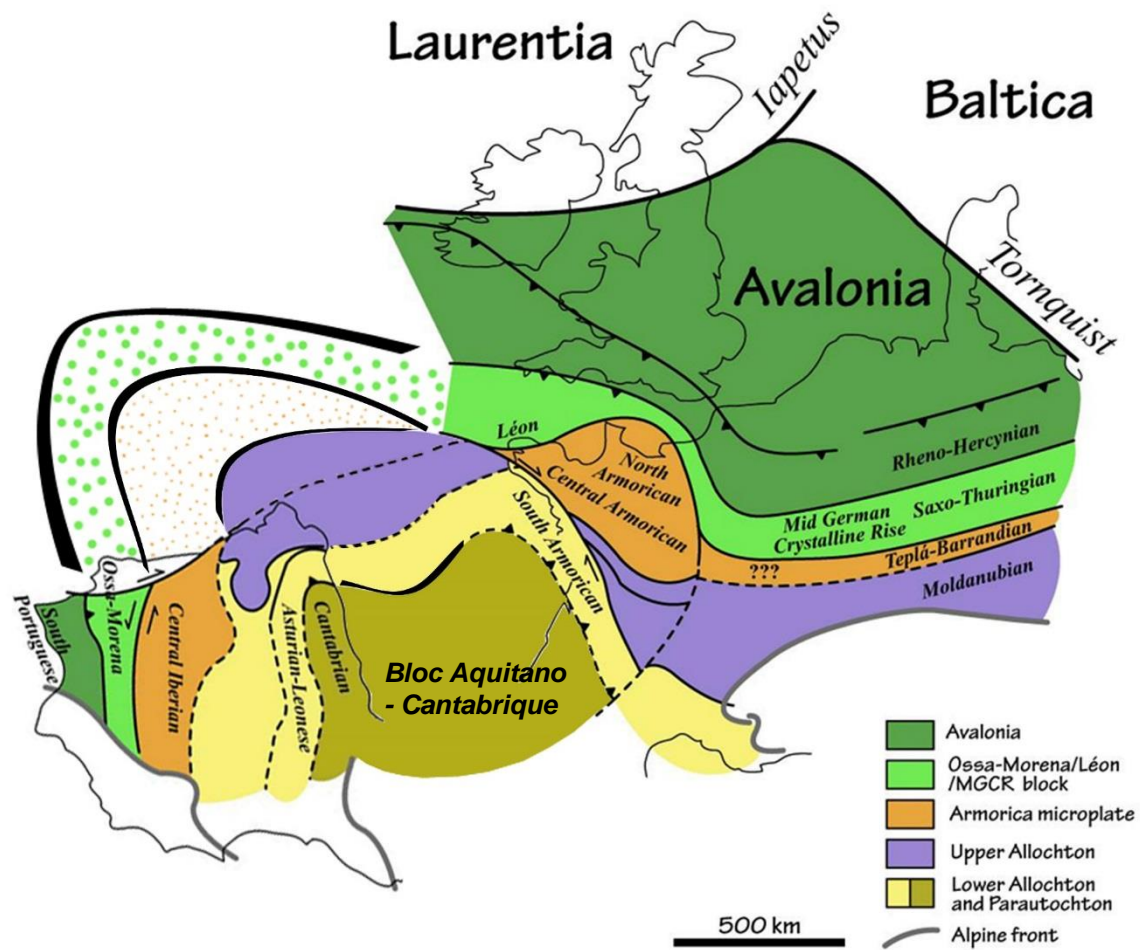 Laurentia
Iapetus
Baltica
Tornquist
Avalonia
Léon
North
Armorican
Central Armorican
South Armorican
Rheno-Hercynian
Mid German
Crystalline Rise
Saxo-Thuringian
???
Teplá-Barrandian
Moldanubian
South
Portuguese
Ossa-Morena
Central Iberian
Asturian-Leonese
Cantabrian
Bloc Aquitano
- Cantabrique
Avalonia
Ossa-Morena/Léon
/MGCR block
Armorica microplate
Upper Allochton
Lower Allochton
and Parautochton
Alpine front
500 km